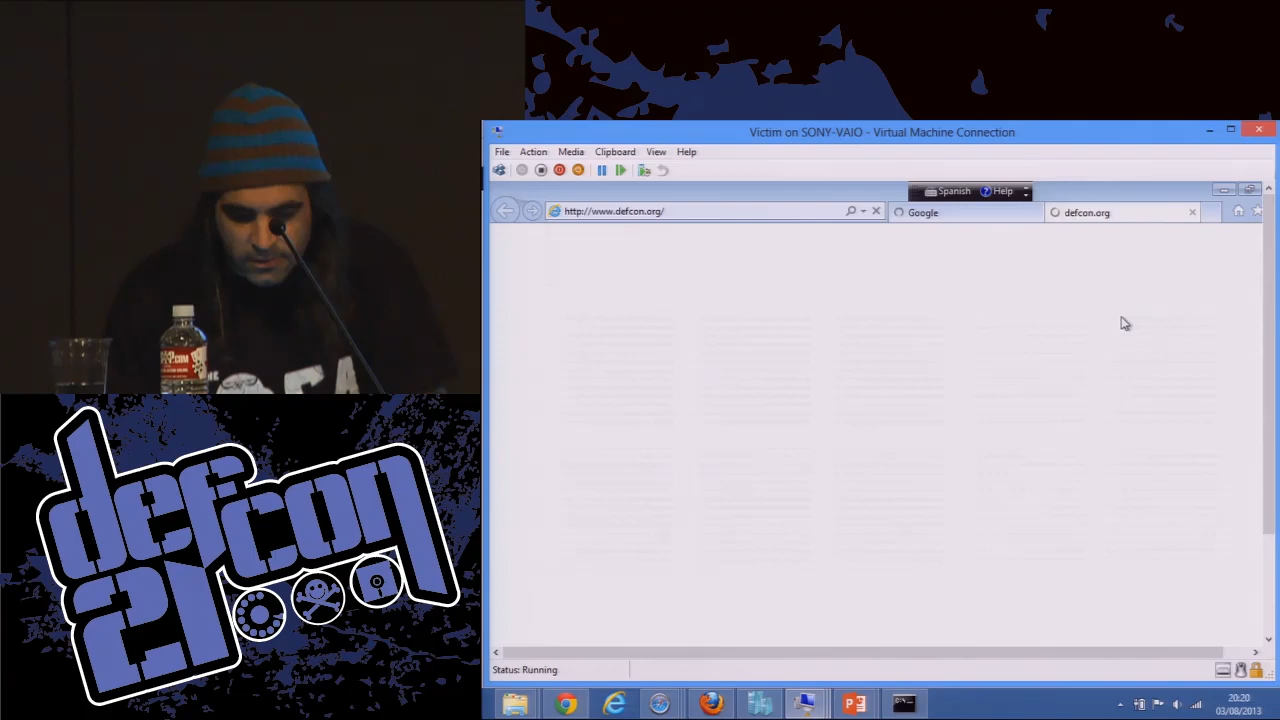 Victim on SONY-VAIO - Virtual Machine Connection
File Action Media Clipboard View Help
Spanish Help
http://www.defcon.org/
Google
defcon.org
Status: Running
20:20
03/08/2013
defcon
21